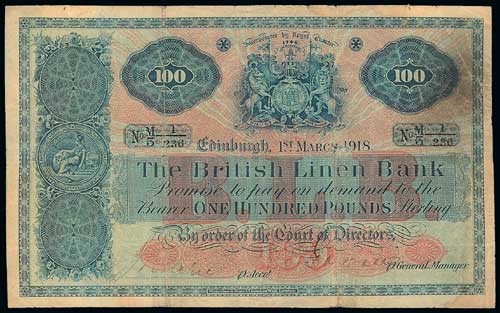 Incorporated by Royal Charter
1746
100 100
No M/5 1/236 No M/5 1/236
Edinburgh, 1st March 1918
The British Linen Bank
Promise to pay on demand to the
Bearer ONE HUNDRED POUNDS Sterling
By order of the Court of Directors,
100
P Acct. P General Manager